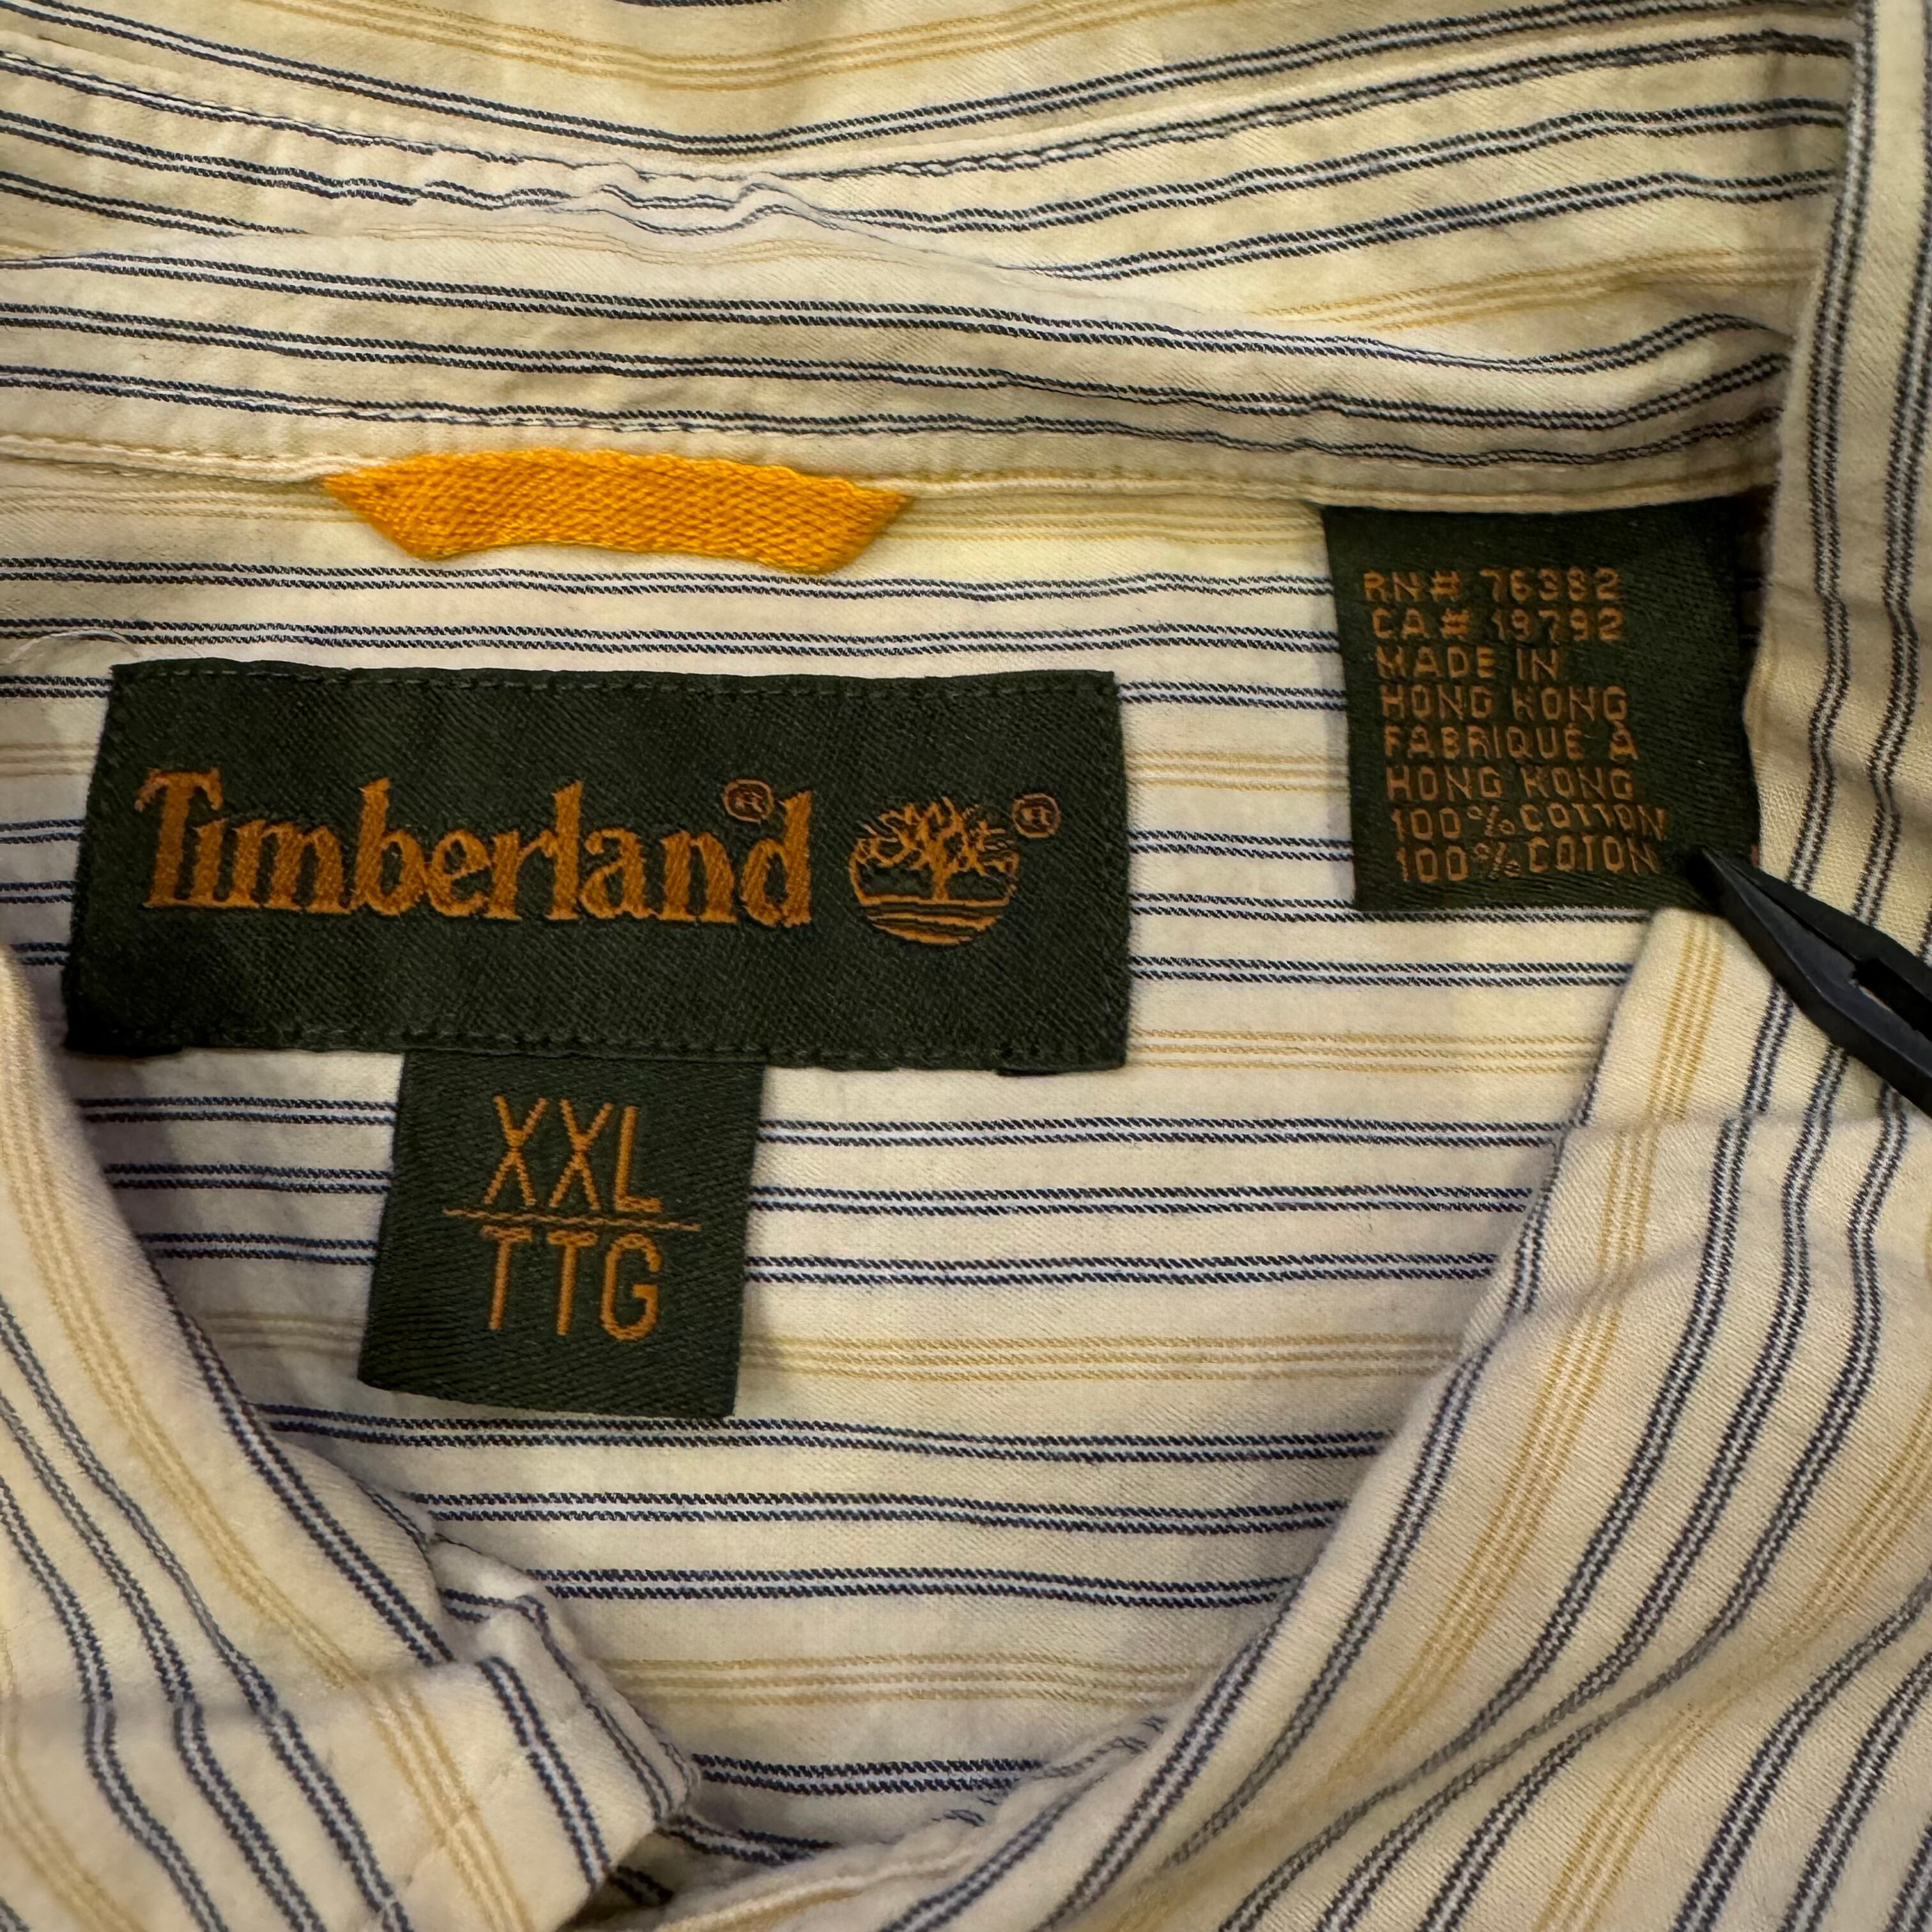 RN# 76382
CA# 19792
MADE IN
HONG KONG
FABRIQUÉ À
HONG KONG
100% COTTON
100% COTON
Timberland® ®
XXL
TTG